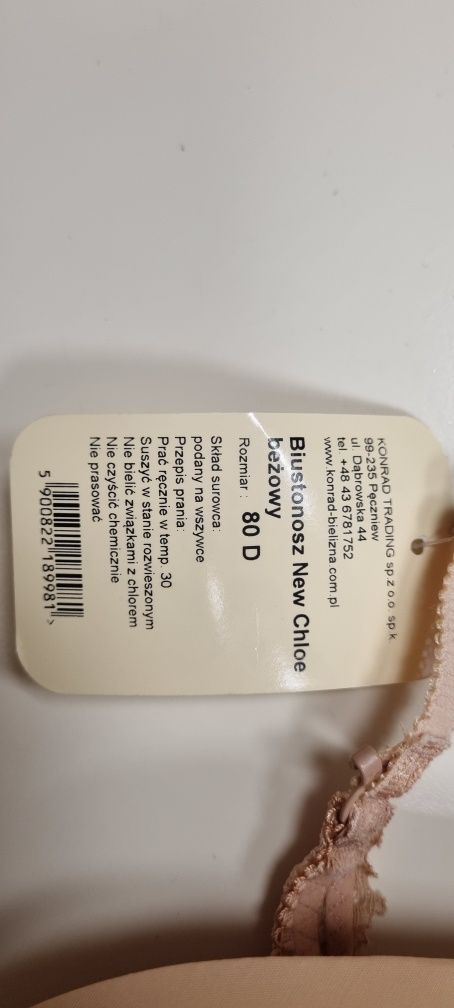 KONRAD TRADING sp.z o.o. sp.k.
99-235 Pęczniew
ul. Dąbrowska 44
tel. +48 43 6781752
www.konrad-bielizna.com.pl
Biustonosz New Chloe
beżowy
Rozmiar : 80 D
Skład surowca:
podany na wszywce
Przepis prania:
Prać ręcznie w temp. 30
Suszyć w stanie rozwieszonym
Nie bielić związkami z chlorem
Nie czyścić chemicznie
Nie prasować
5 900822 189981 >